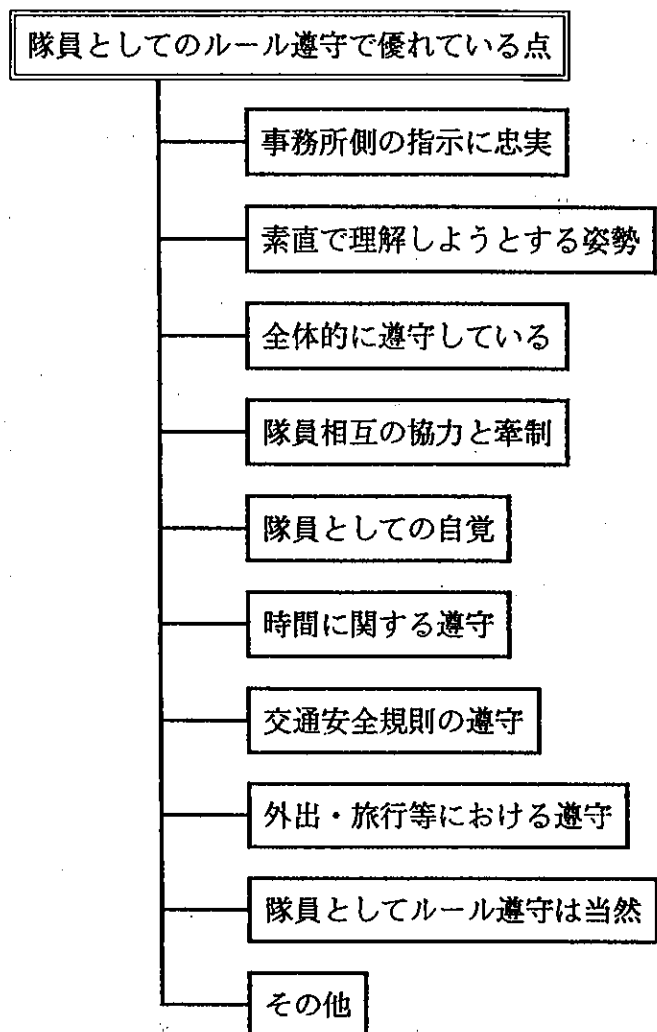 隊員としてのルール遵守で優れている点
事務所側の指示に忠実
素直で理解しようとする姿勢
全体的に遵守している
隊員相互の協力と牽制
隊員としての自覚
時間に関する遵守
交通安全規則の遵守
外出・旅行等における遵守
隊員としてルール遵守は当然
その他